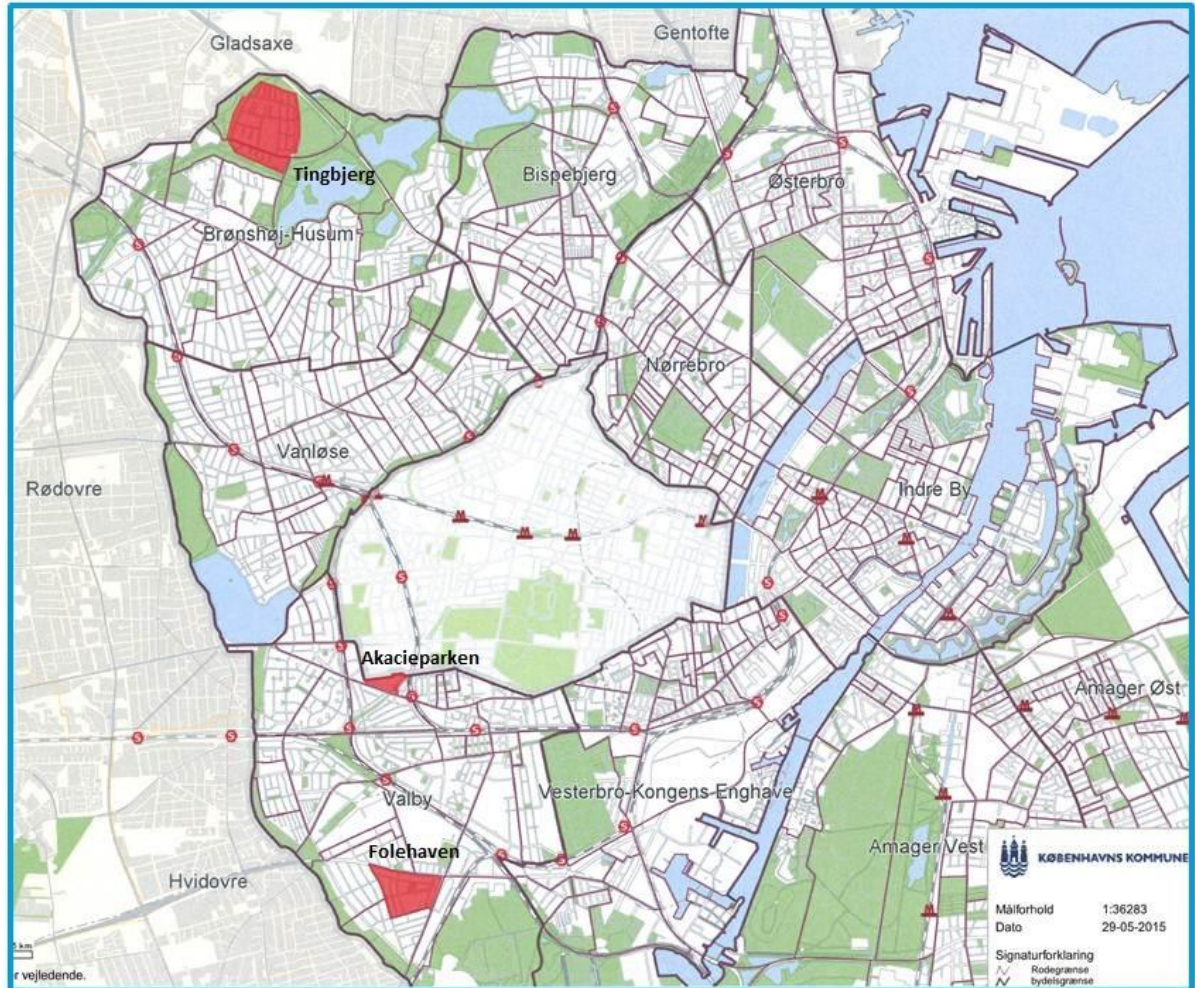 Gentofte
Gladsaxe
Tingbjerg
Bispebjerg
Østerbro
Brønshøj-Husum
Nørrebro
Vanløse
Rødovre
Indre By
Akacieparken
Amager Øst
Valby
Vesterbro-Kongens Enghave
Folehaven
Amager Vest
Hvidovre
KØBENHAVNS KOMMUNE
Målforhold 1:36283
Dato 29-05-2015
Signaturforklaring
Rodegrænse
bydelsgrænse
km
r vejledende.